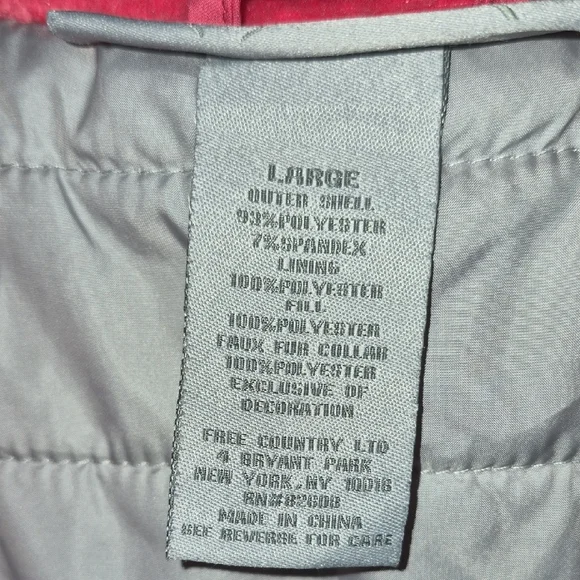 LARGE
OUTER SHELL
93%POLYESTER
7%SPANDEX
LINING
100%POLYESTER
FILL
100%POLYESTER
FAUX FUR COLLAR
100%POLYESTER
EXCLUSIVE OF
DECORATION
FREE COUNTRY LTD
4 BRYANT PARK
NEW YORK,NY 10018
RN#82608
MADE IN CHINA
SEE REVERSE FOR CARE